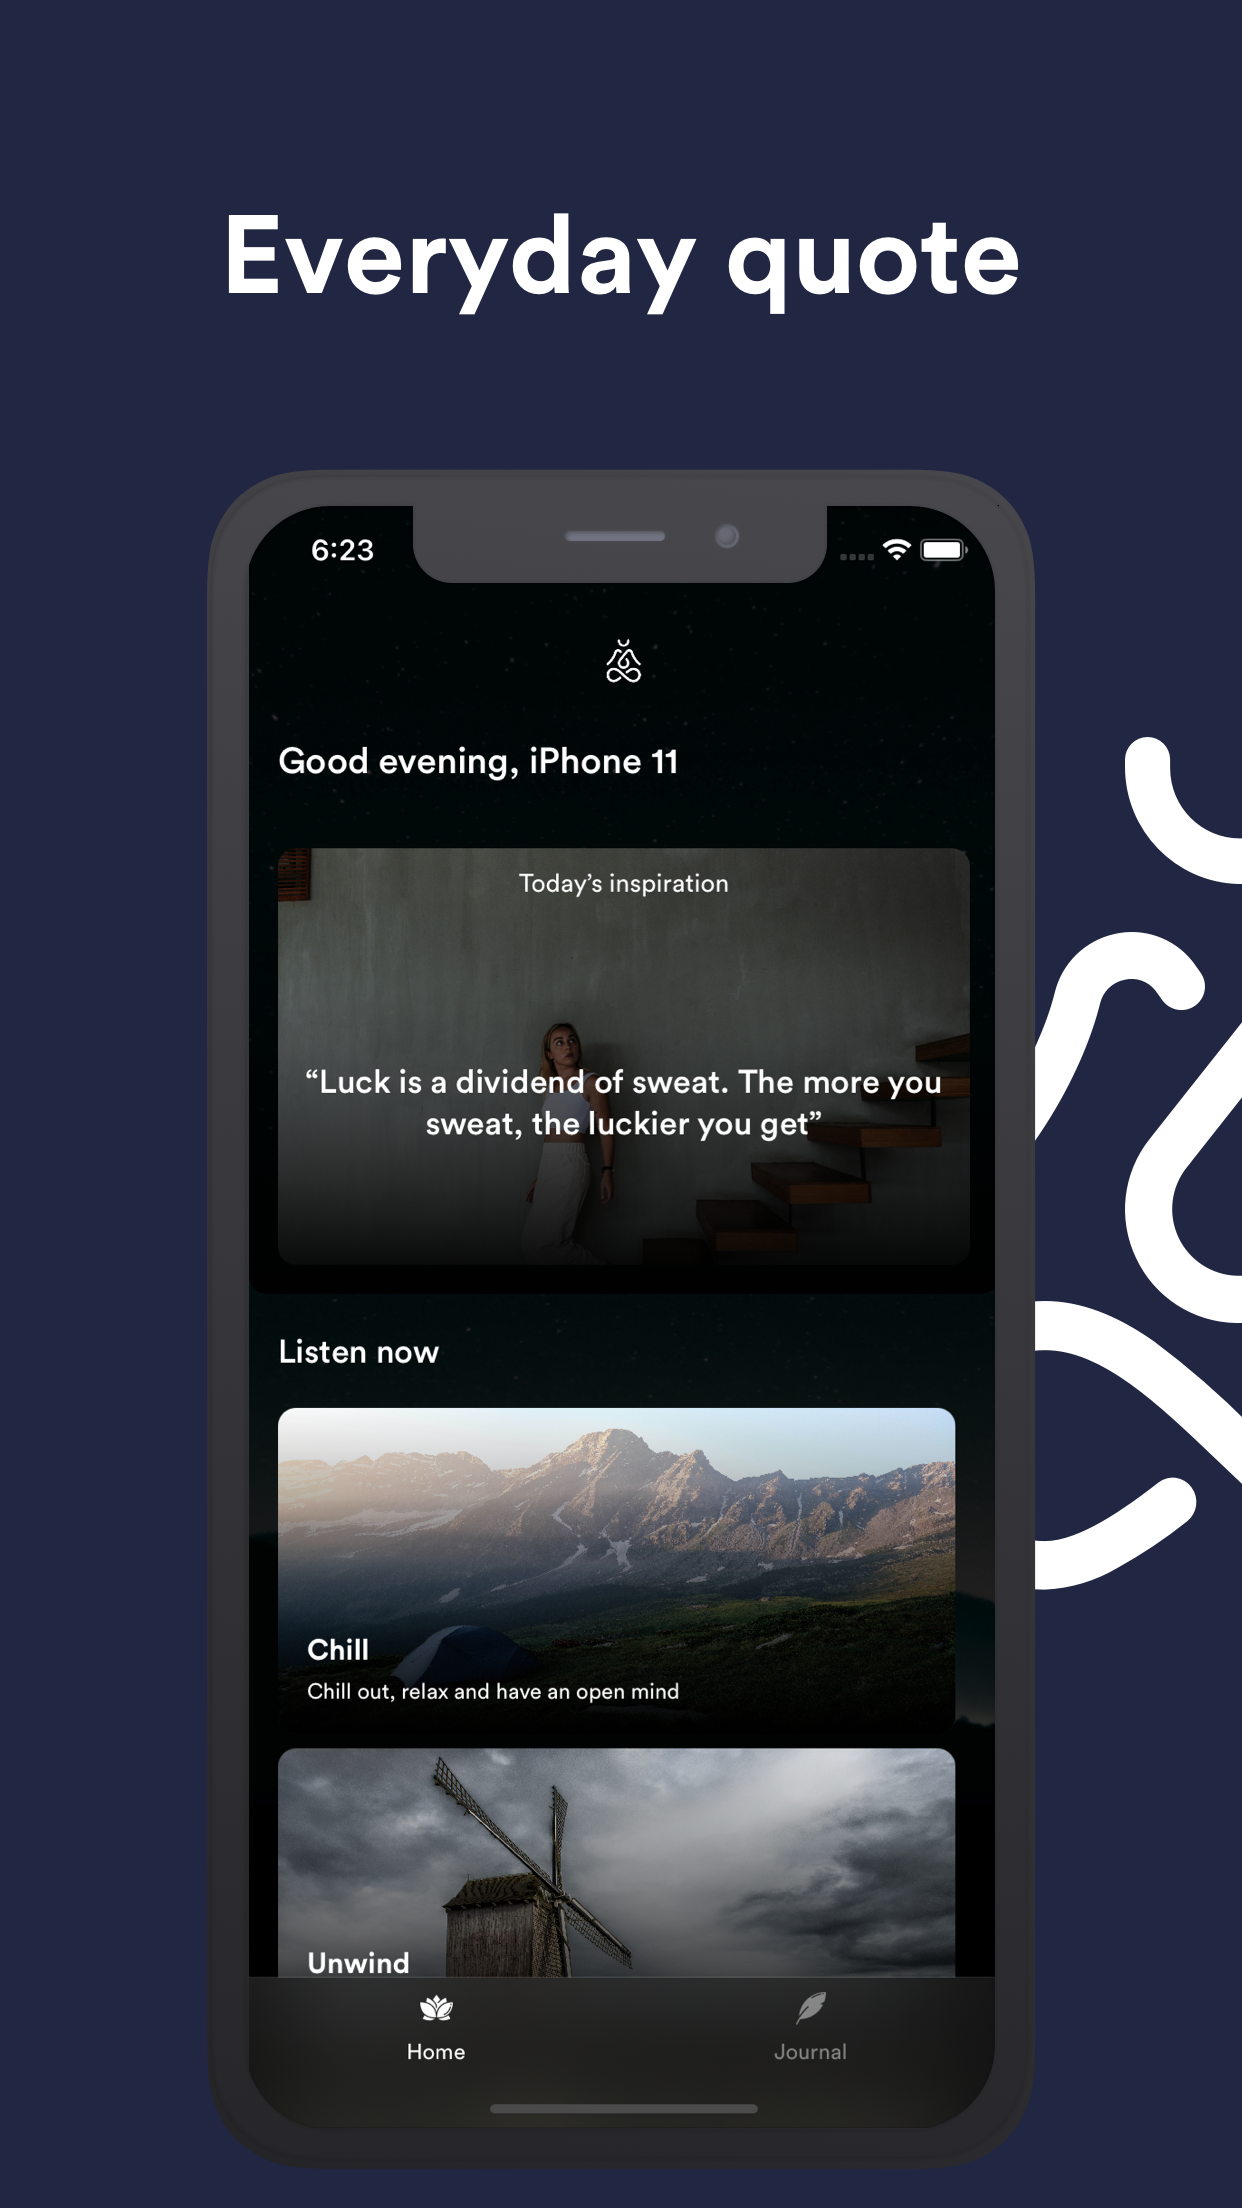 Everyday quote
6:23
Good evening, iPhone 11
Today’s inspiration
“Luck is a dividend of sweat. The more you
sweat, the luckier you get”
Listen now
Chill
Chill out, relax and have an open mind
Unwind
Home
Journal